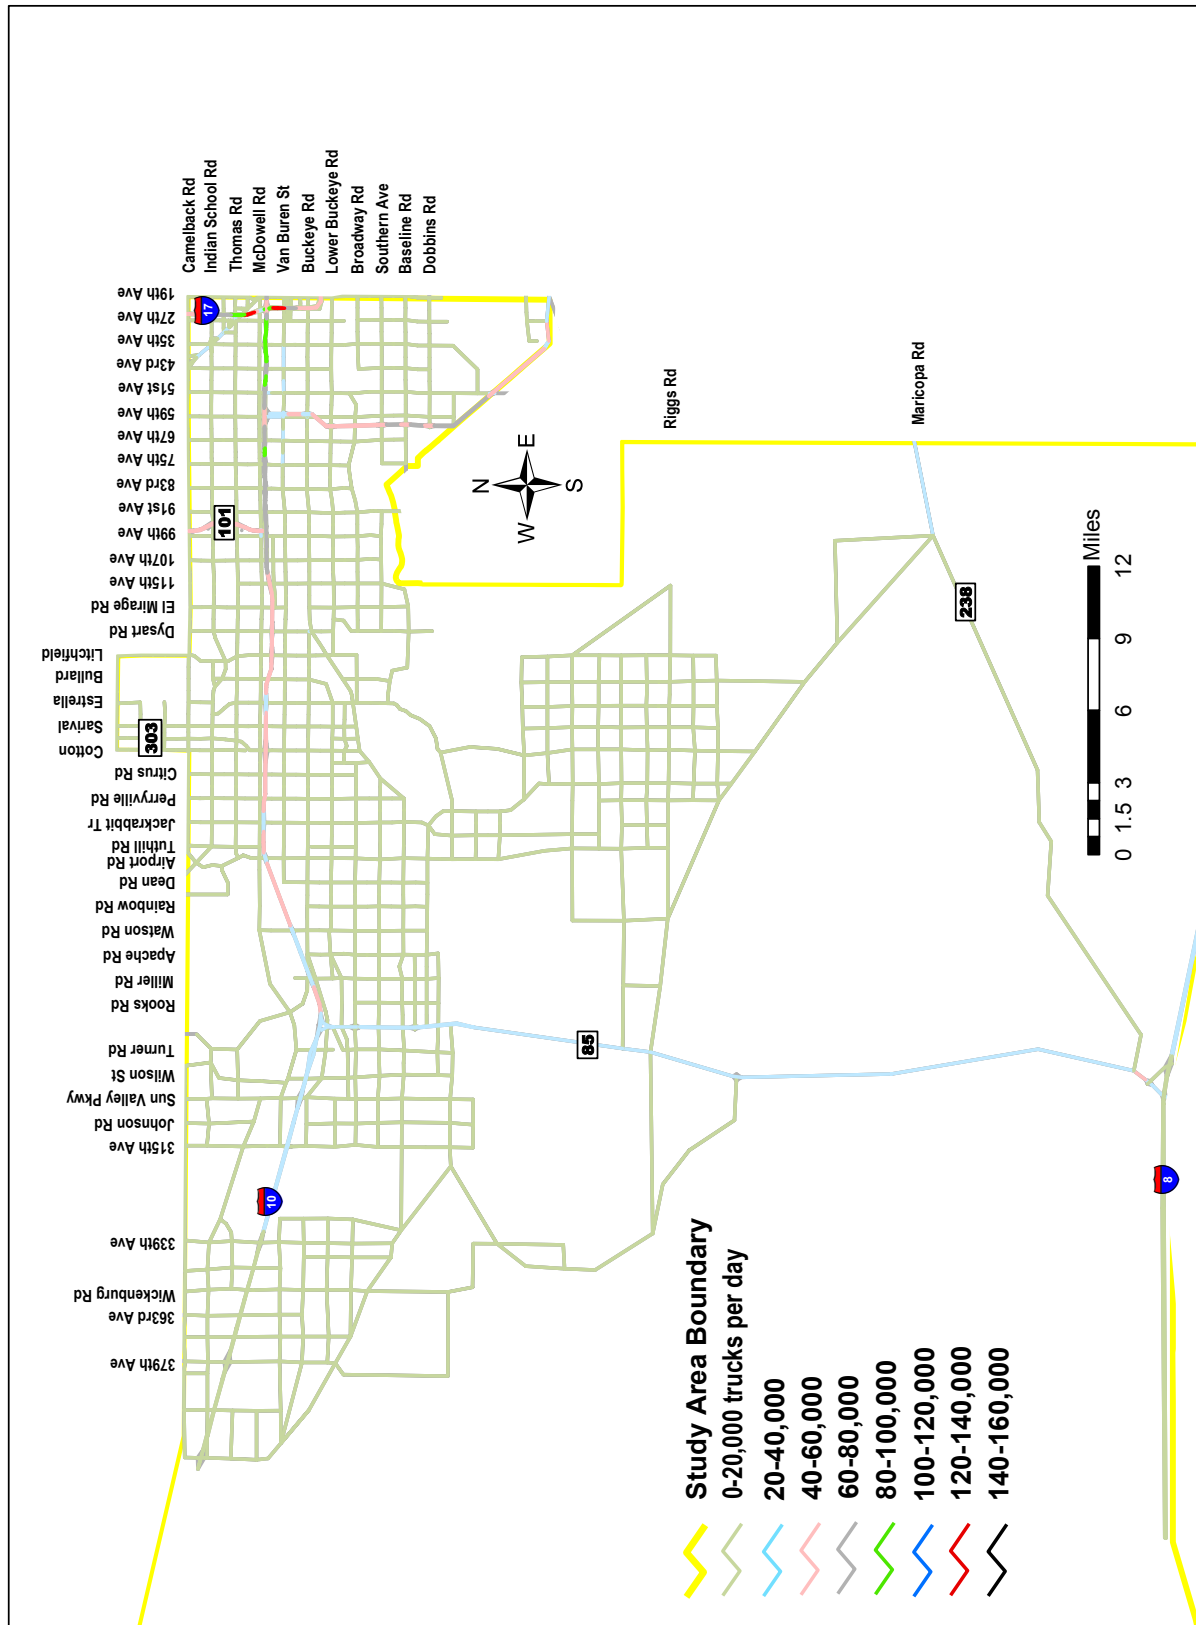 Camelback Rd
Indian School Rd
Thomas Rd
McDowell Rd
Van Buren St
Buckeye Rd
Lower Buckeye Rd
Broadway Rd
Southern Ave
Baseline Rd
Dobbins Rd
19th Ave
27th Ave
35th Ave
43rd Ave
51st Ave
59th Ave
67th Ave
75th Ave
83rd Ave
91st Ave
99th Ave
107th Ave
115th Ave
El Mirage Rd
Dysart Rd
Litchfield
Bullard
Estrella
Sarival
Cotton
Citrus Rd
Perryville Rd
Jackrabbit Tr
Tuthill Rd
Airport Rd
Dean Rd
Rainbow Rd
Watson Rd
Apache Rd
Miller Rd
Rooks Rd
Turner Rd
Wilson St
Sun Valley Pkwy
Johnson Rd
315th Ave
339th Ave
Wickenburg Rd
363rd Ave
379th Ave
17
101
303
10
85
238
8
Riggs Rd
Maricopa Rd
N
E
S
W
0 1.5 3 6 9 12
Miles
Study Area Boundary
0-20,000 trucks per day
20-40,000
40-60,000
60-80,000
80-100,000
100-120,000
120-140,000
140-160,000